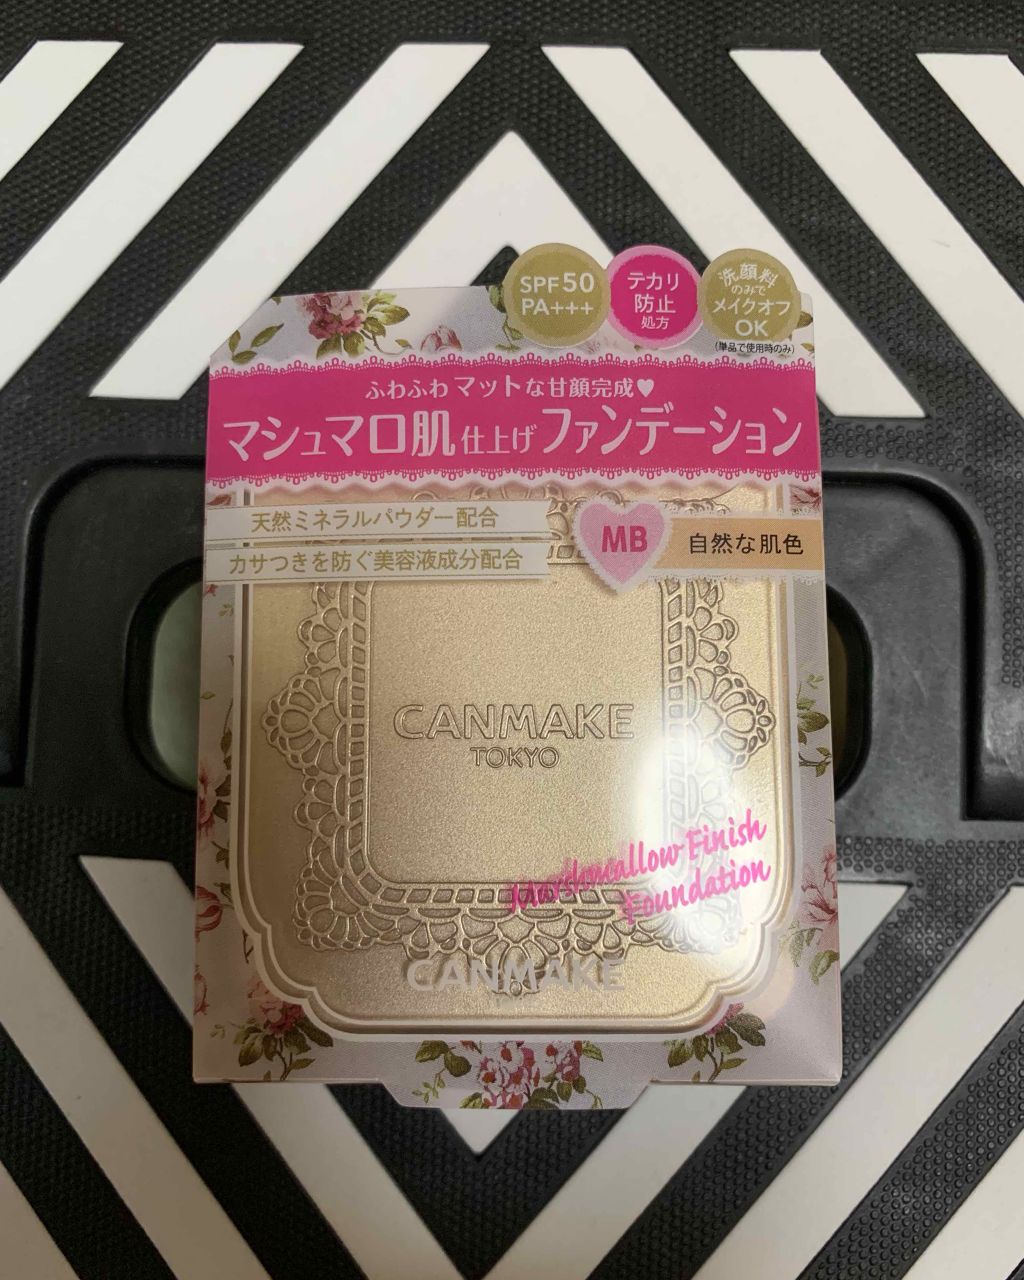 SPF50
PA+++
テカリ
防止
処方
洗顔料
のみで
メイクオフ
OK
(単品で使用時のみ)
ふわふわマットな甘顔完成♥
マシュマロ肌仕上げファンデーション
天然ミネラルパウダー配合
カサつきを防ぐ美容液成分配合
MB
自然な肌色
CANMAKE
TOKYO
Marshmallow Finish
Foundation
CANMAKE